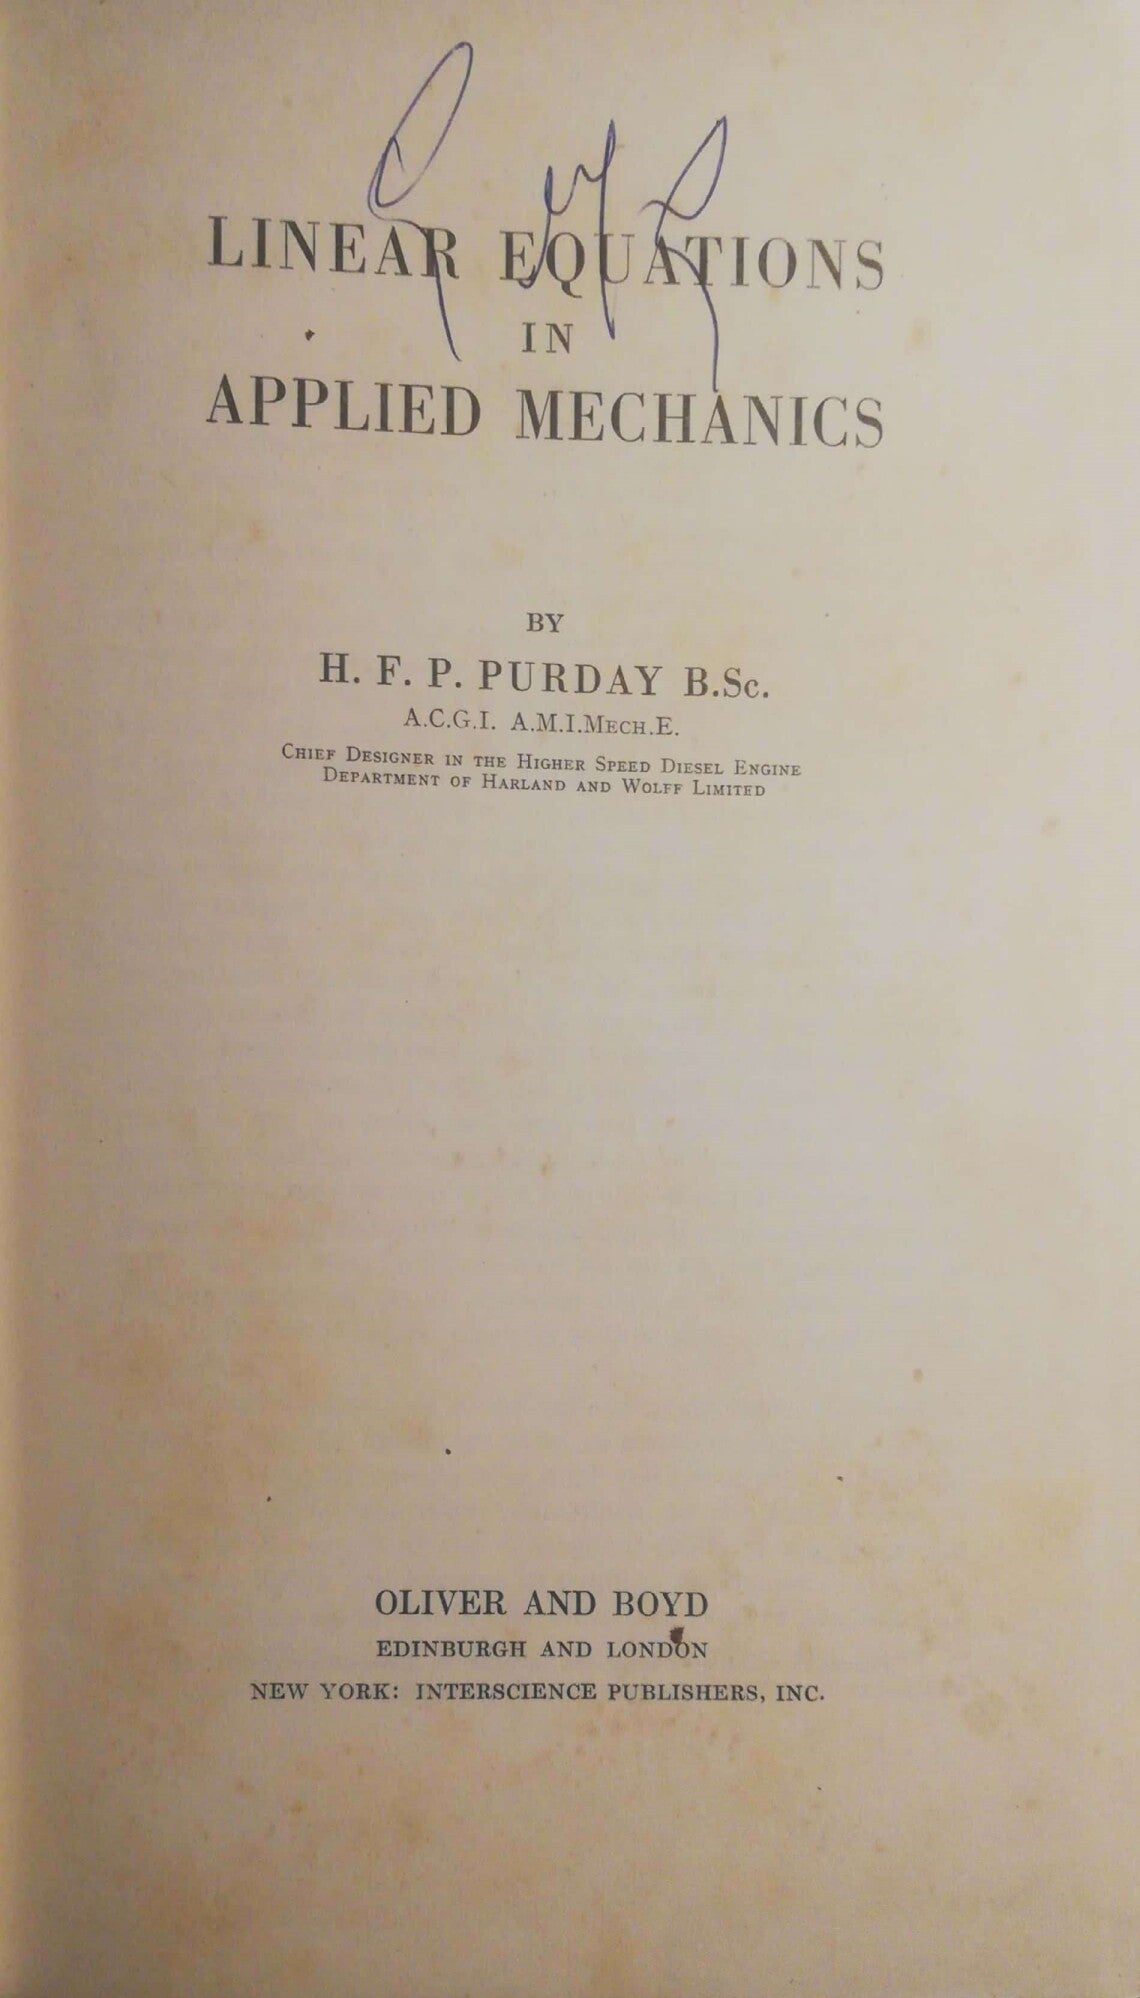 LINEAR EQUATIONS
IN
APPLIED MECHANICS
BY
H. F. P. PURDAY B.Sc.
A.C.G.I. A.M.I.MECH.E.
CHIEF DESIGNER IN THE HIGHER SPEED DIESEL ENGINE
DEPARTMENT OF HARLAND AND WOLFF LIMITED
OLIVER AND BOYD
EDINBURGH AND LONDON
NEW YORK: INTERSCIENCE PUBLISHERS, INC.